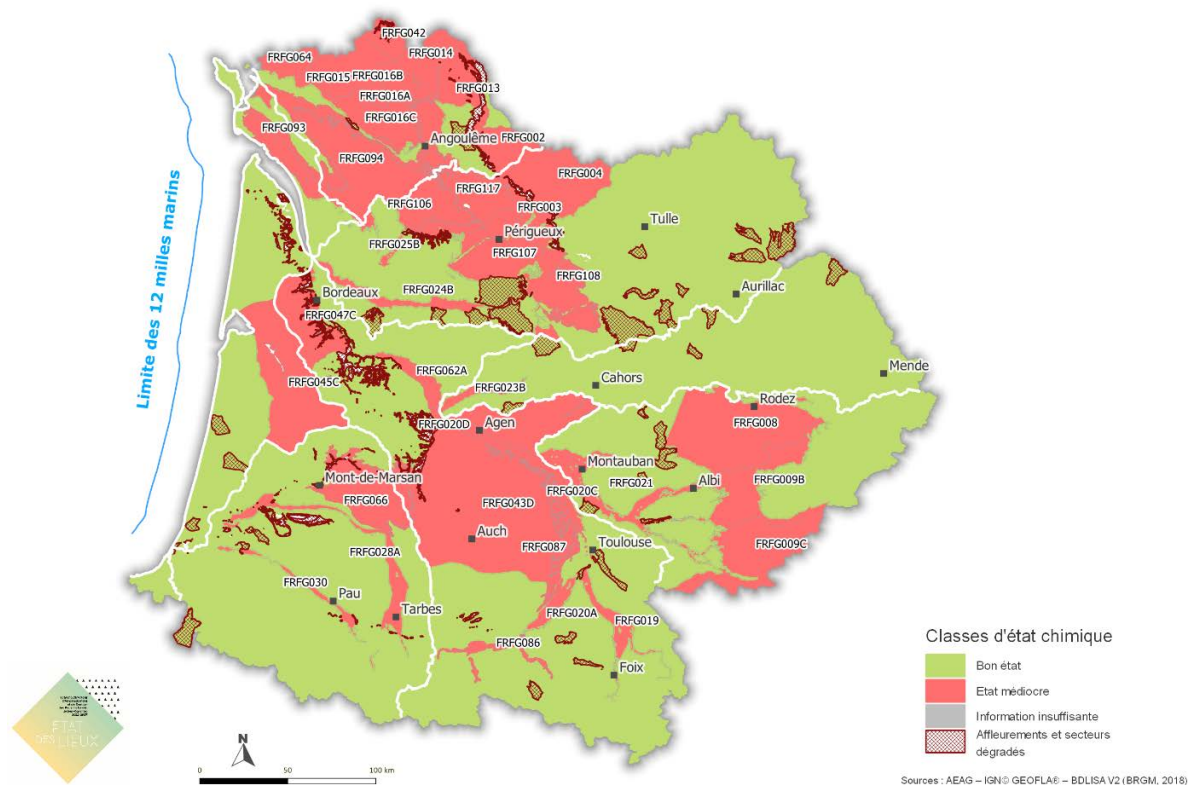 FRFG042
FRFG064
FRFG014
FRFG015
FRFG016B
FRFG013
FRFG016A
FRFG016C
FRFG093
Angoulême
FRFG002
FRFG094
FRFG004
FRFG117
FRFG106
FRFG003
Tulle
Périgueux
FRFG025B
FRFG107
FRFG108
Limite des 12 milles marins
Bordeaux
FRFG024B
Aurillac
FRFG047C
FRFG062A
Mende
FRFG045C
FRFG023B
Cahors
Rodez
FRFG020D
Agen
FRFG008
Montauban
Mont-de-Marsan
FRFG020C
FRFG021
Albi
FRFG009B
FRFG066
FRFG043D
Auch
FRFG087
Toulouse
FRFG009C
FRFG028A
FRFG030
Pau
Tarbes
FRFG020A
FRFG019
FRFG086
Foix
Classes d'état chimique
Bon état
Etat médiocre
Information insuffisante
Affleurements et secteurs
dégradés
ETAT
DES LIEUX
N
0 50 100 km
Sources : AEAG – IGN© GEOFLA® – BDLISA V2 (BRGM, 2018)